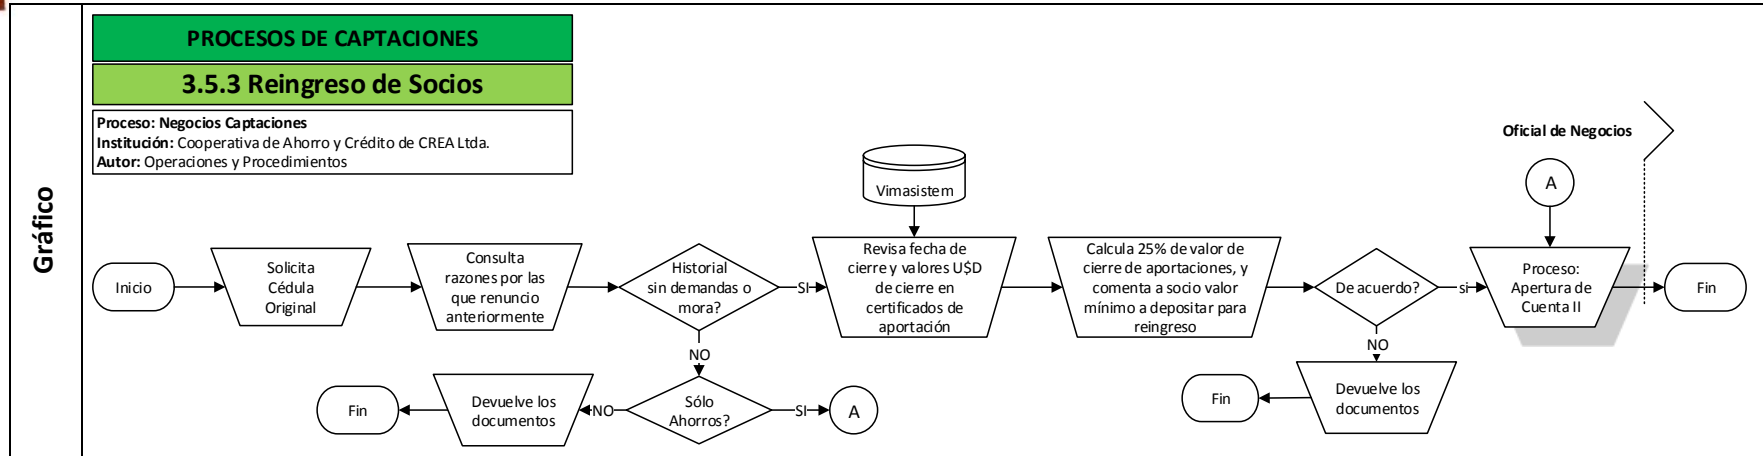 PROCESOS DE CAPTACIONES
3.5.3 Reingreso de Socios
Proceso: Negocios Captaciones
Institución: Cooperativa de Ahorro y Crédito de CREA Ltda.
Autor: Operaciones y Procedimientos
Gráfico
Oficial de Negocios
A
Vimasistem
Inicio
Solicita
Cédula
Original
Consulta
razones por las
que renuncio
anteriormente
Historial
sin demandas o
mora?
SI
Revisa fecha de
cierre y valores U$D
de cierre en
certificados de
aportación
Calcula 25% de valor de
cierre de aportaciones, y
comenta a socio valor
mínimo a depositar para
reingreso
De acuerdo?
si
Proceso:
Apertura de
Cuenta II
Fin
NO
NO
Fin
Devuelve los
documentos
NO
Sólo
Ahorros?
SI
A
Fin
Devuelve los
documentos